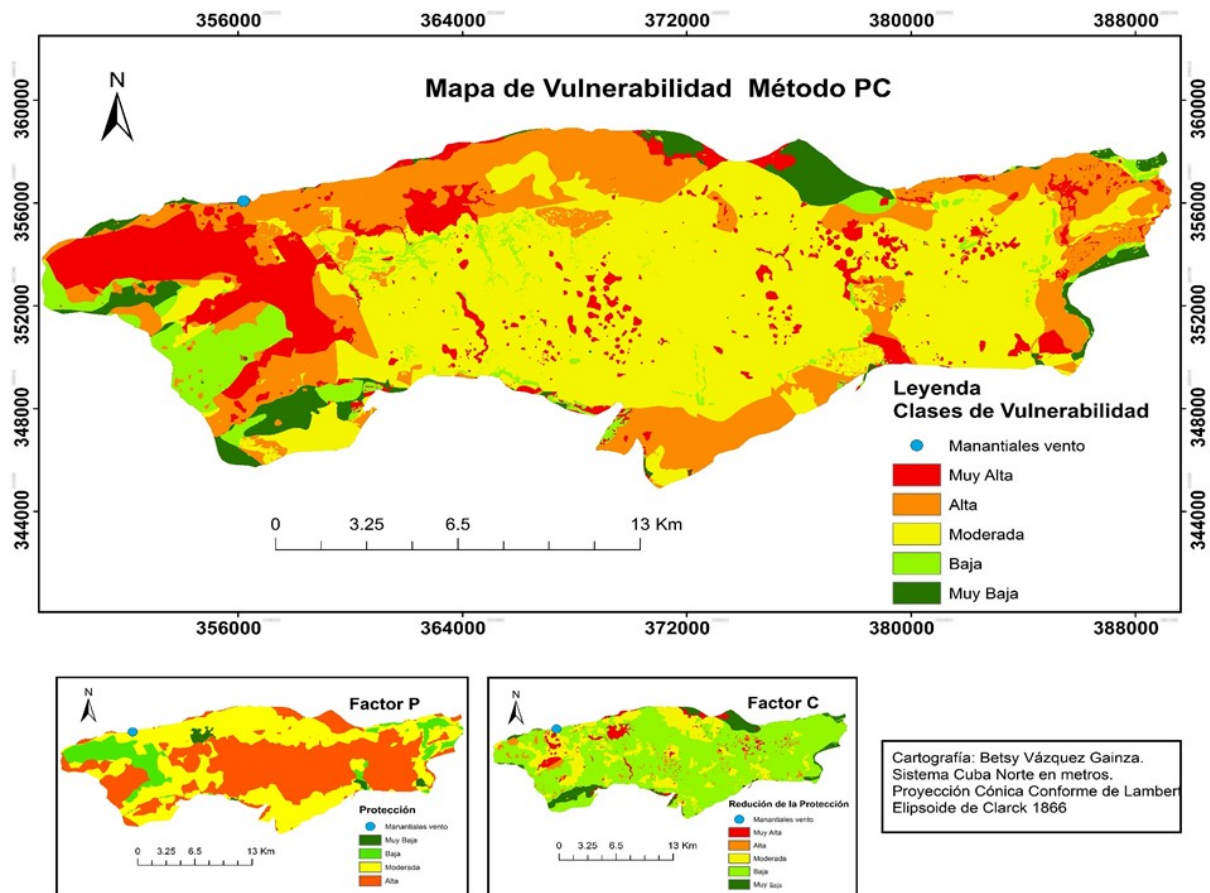 356000 364000 372000 380000 388000
N
Mapa de Vulnerabilidad Método PC
360000 360000
356000 356000
352000 352000
348000 348000
344000 344000
Leyenda
Clases de Vulnerabilidad
Manantiales vento
Muy Alta
Alta
Moderada
Baja
Muy Baja
0 3.25 6.5 13 Km
356000 364000 372000 380000 388000
N
Factor P
Protección
Manantiales vento
Muy Baja
Baja
Moderada
Alta
0 3.25 6.5 13 Km
N
Factor C
Redución de la Protección
Manantiales vento
Muy Alta
Alta
Moderada
Baja
Muy Baja
0 3.25 6.5 13 Km
Cartografía: Betsy Vázquez Gainza.
Sistema Cuba Norte en metros.
Proyección Cónica Conforme de Lambert
Elipsoide de Clarck 1866